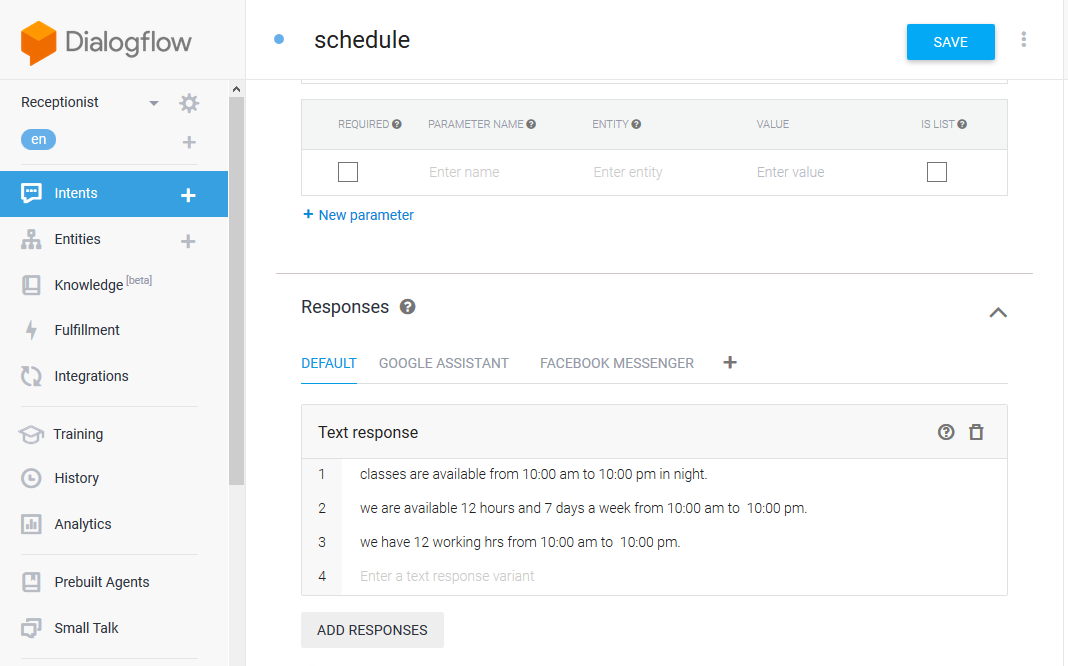 Dialogflow
schedule
SAVE
Receptionist
en
Intents
Entities
Knowledge [beta]
Fulfillment
Integrations
Training
History
Analytics
Prebuilt Agents
Small Talk
REQUIRED PARAMETER NAME ENTITY VALUE IS LIST
Enter name Enter entity Enter value
+ New parameter
Responses
DEFAULT GOOGLE ASSISTANT FACEBOOK MESSENGER +
Text response
1 classes are available from 10:00 am to 10:00 pm in night.
2 we are available 12 hours and 7 days a week from 10:00 am to  10:00 pm.
3 we have 12 working hrs from 10:00 am to  10:00 pm.
4 Enter a text response variant
ADD RESPONSES